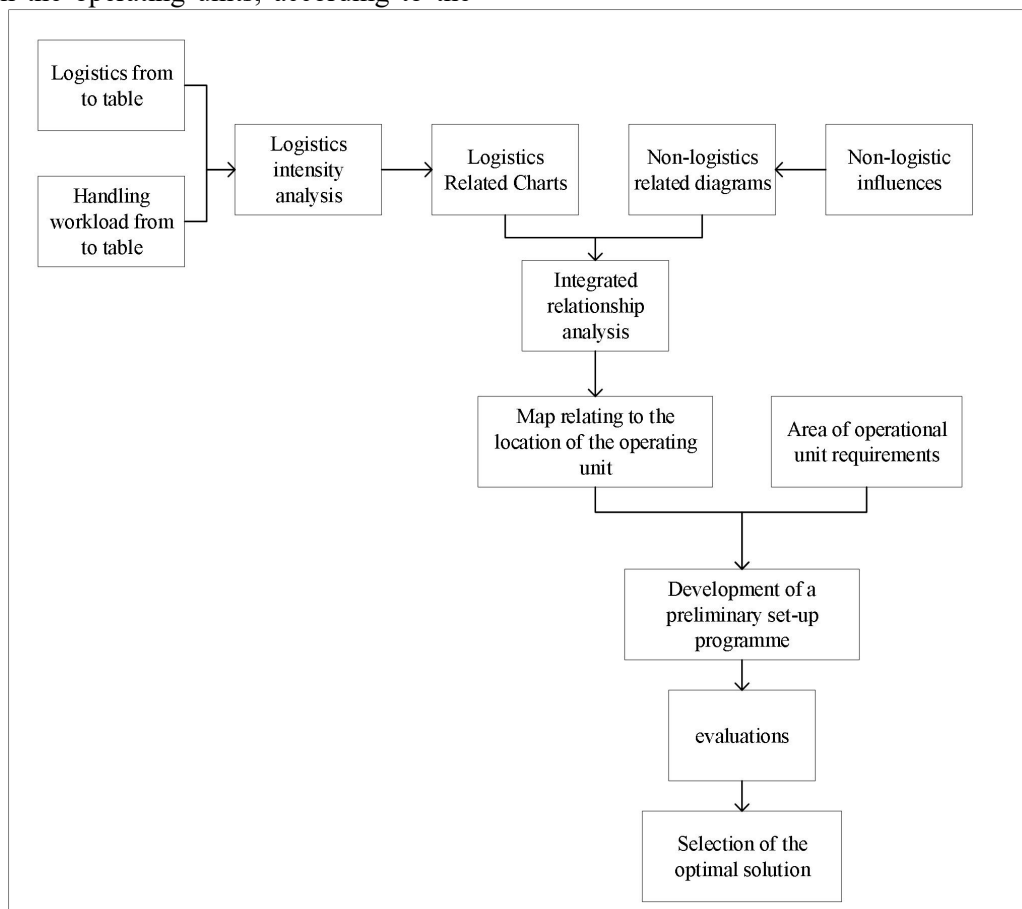 the operating units, according to the
Logistics from
to table
Handling
workload from
to table
Logistics
intensity
analysis
Logistics
Related Charts
Non-logistics
related diagrams
Non-logistic
influences
Integrated
relationship
analysis
Map relating to the
location of the operating
unit
Area of operational
unit requirements
Development of a
preliminary set-up
programme
evaluations
Selection of the
optimal solution